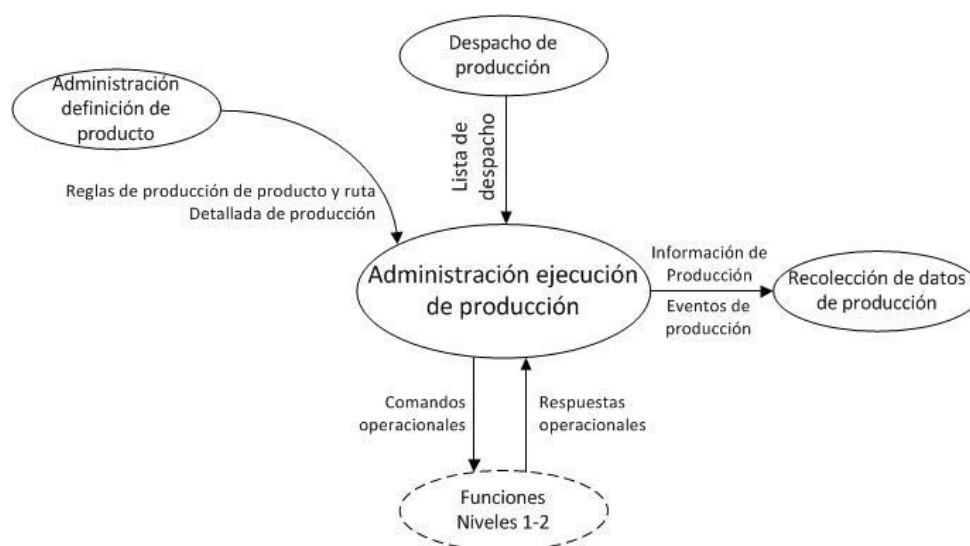 Despacho de
producción
Administración
definición de
producto
Lista de
despacho
Reglas de producción de producto y ruta
Detallada de producción
Administración ejecución
de producción
Información de
Producción
Eventos de
producción
Recolección de datos
de producción
Comandos
operacionales
Respuestas
operacionales
Funciones
Niveles 1-2